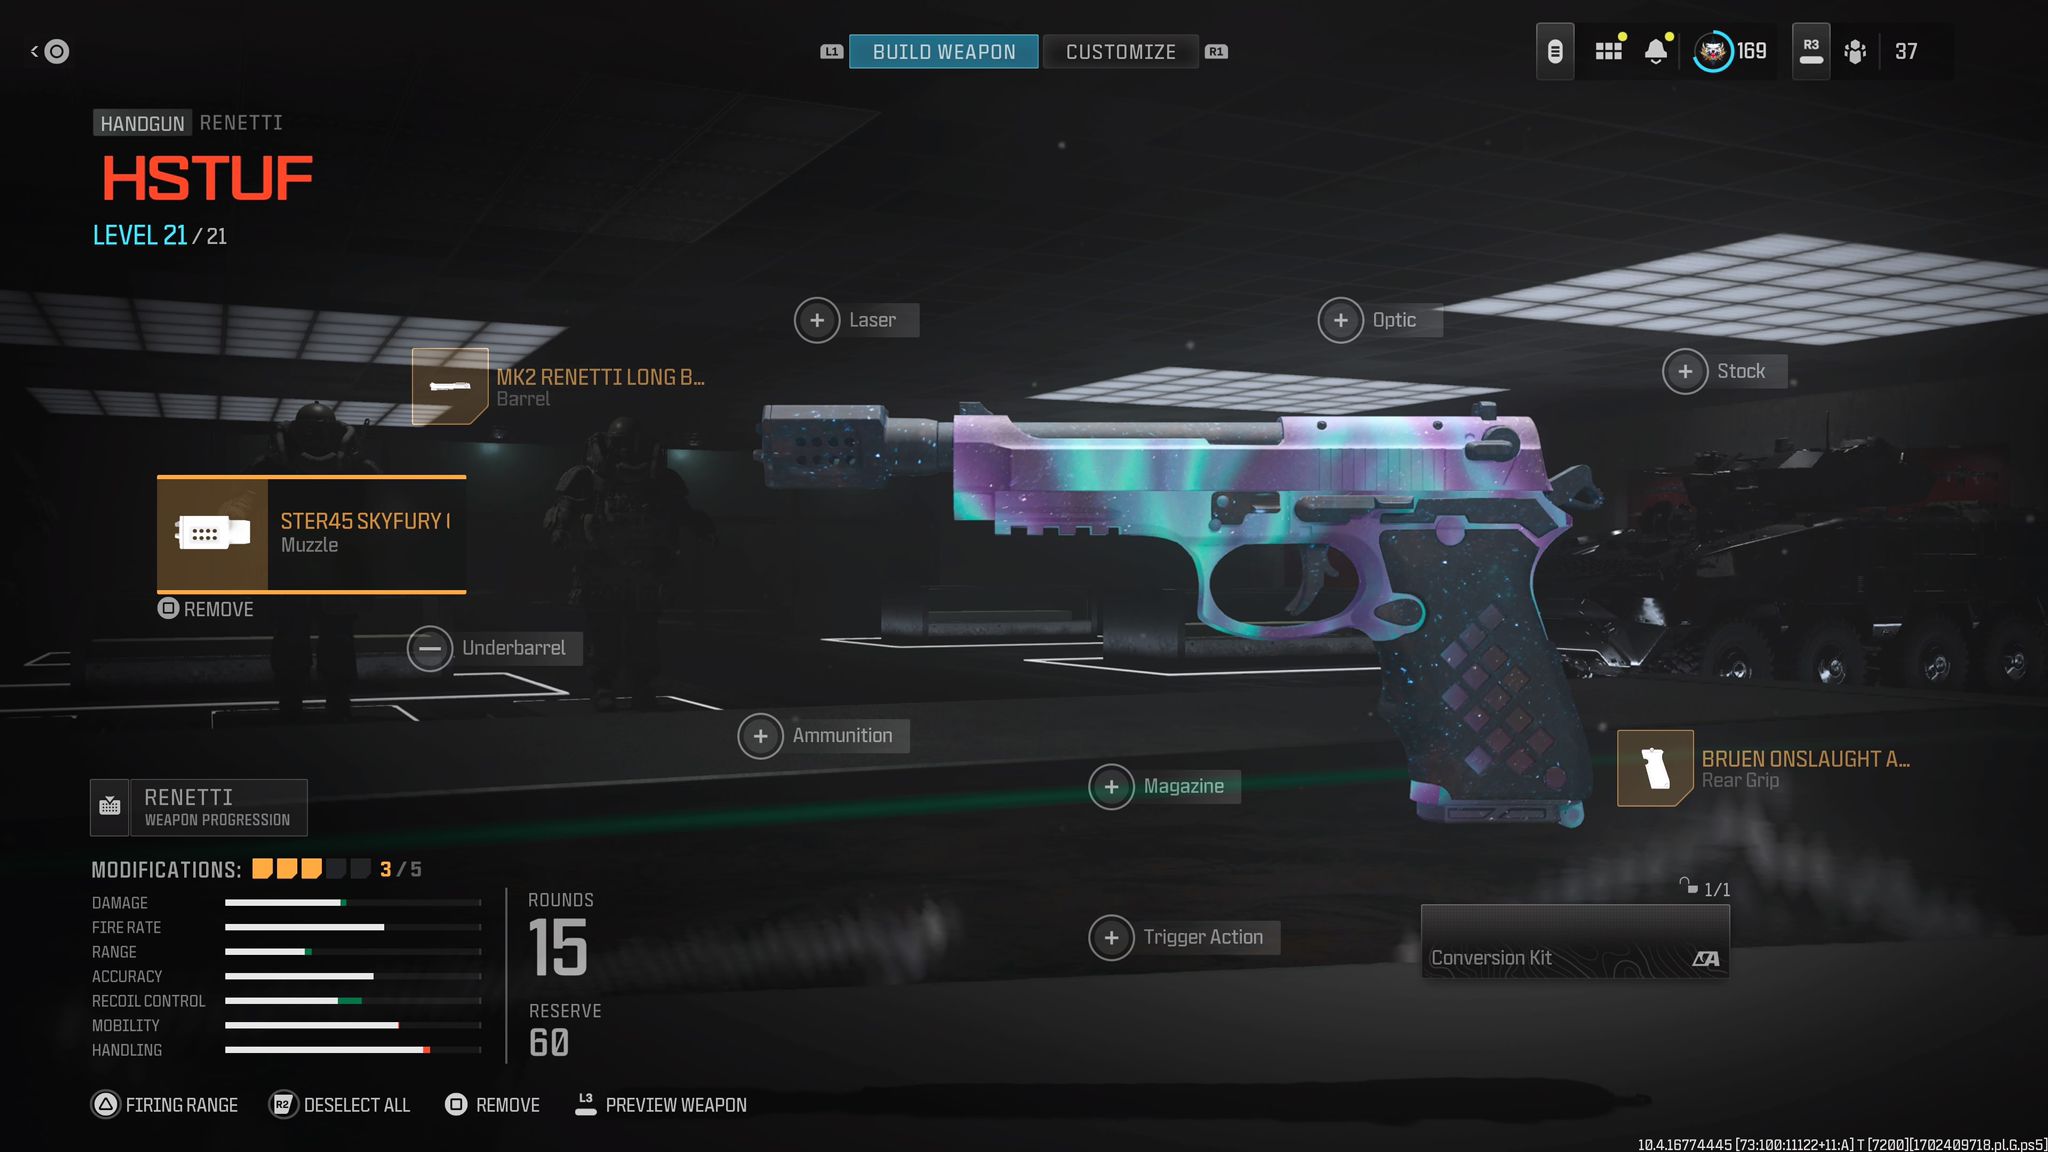 L1 BUILD WEAPON CUSTOMIZE R1
169 R3 37
HANDGUN RENETTI
HSTUF
LEVEL 21 / 21
Laser
Optic
Stock
MK2 RENETTI LONG B...
Barrel
STER45 SKYFURY
Muzzle
REMOVE
Underbarrel
Ammunition
Magazine
BRUEN ONSLAUGHT A...
Rear Grip
RENETTI
WEAPON PROGRESSION
MODIFICATIONS: 3 / 5
DAMAGE
FIRE RATE
RANGE
ACCURACY
RECOIL CONTROL
MOBILITY
HANDLING
ROUNDS
15
RESERVE
60
Trigger Action
1/1
Conversion Kit
FIRING RANGE R2 DESELECT ALL REMOVE L3 PREVIEW WEAPON
10.4.16774445 [73:100:11122+11:A] T [7200][1702409718.pl.G.ps5]